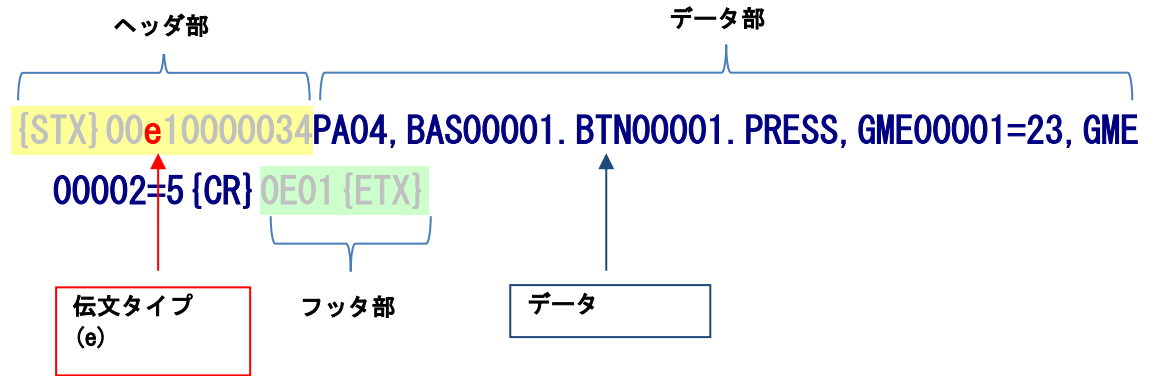 ヘッダ部
データ部
{STX}00e10000034PA04,BAS00001.BTN00001.PRESS,GME00001=23,GME
00002=5{CR}0E01{ETX}
伝文タイプ
(e)
フッタ部
データ